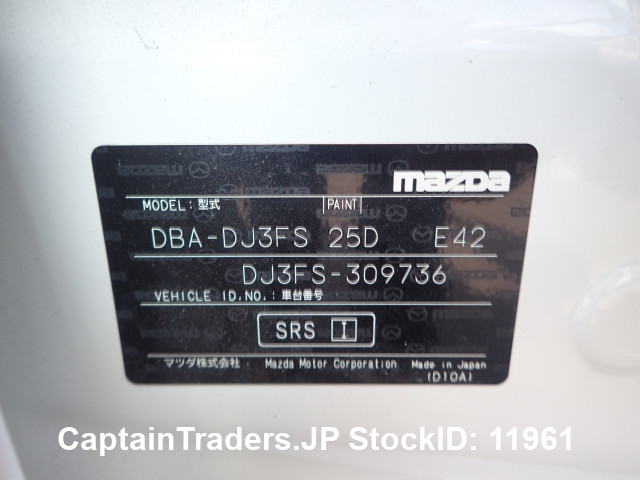 mazda
MODEL:型式 PAINT
DBA-DJ3FS 25D E42
DJ3FS-309736
VEHICLE ID.NO.:車台番号
SRS I
マツダ株式会社 Mazda Motor Corporation Made in Japan
(D10A)
CaptainTraders.JP StockID: 11961